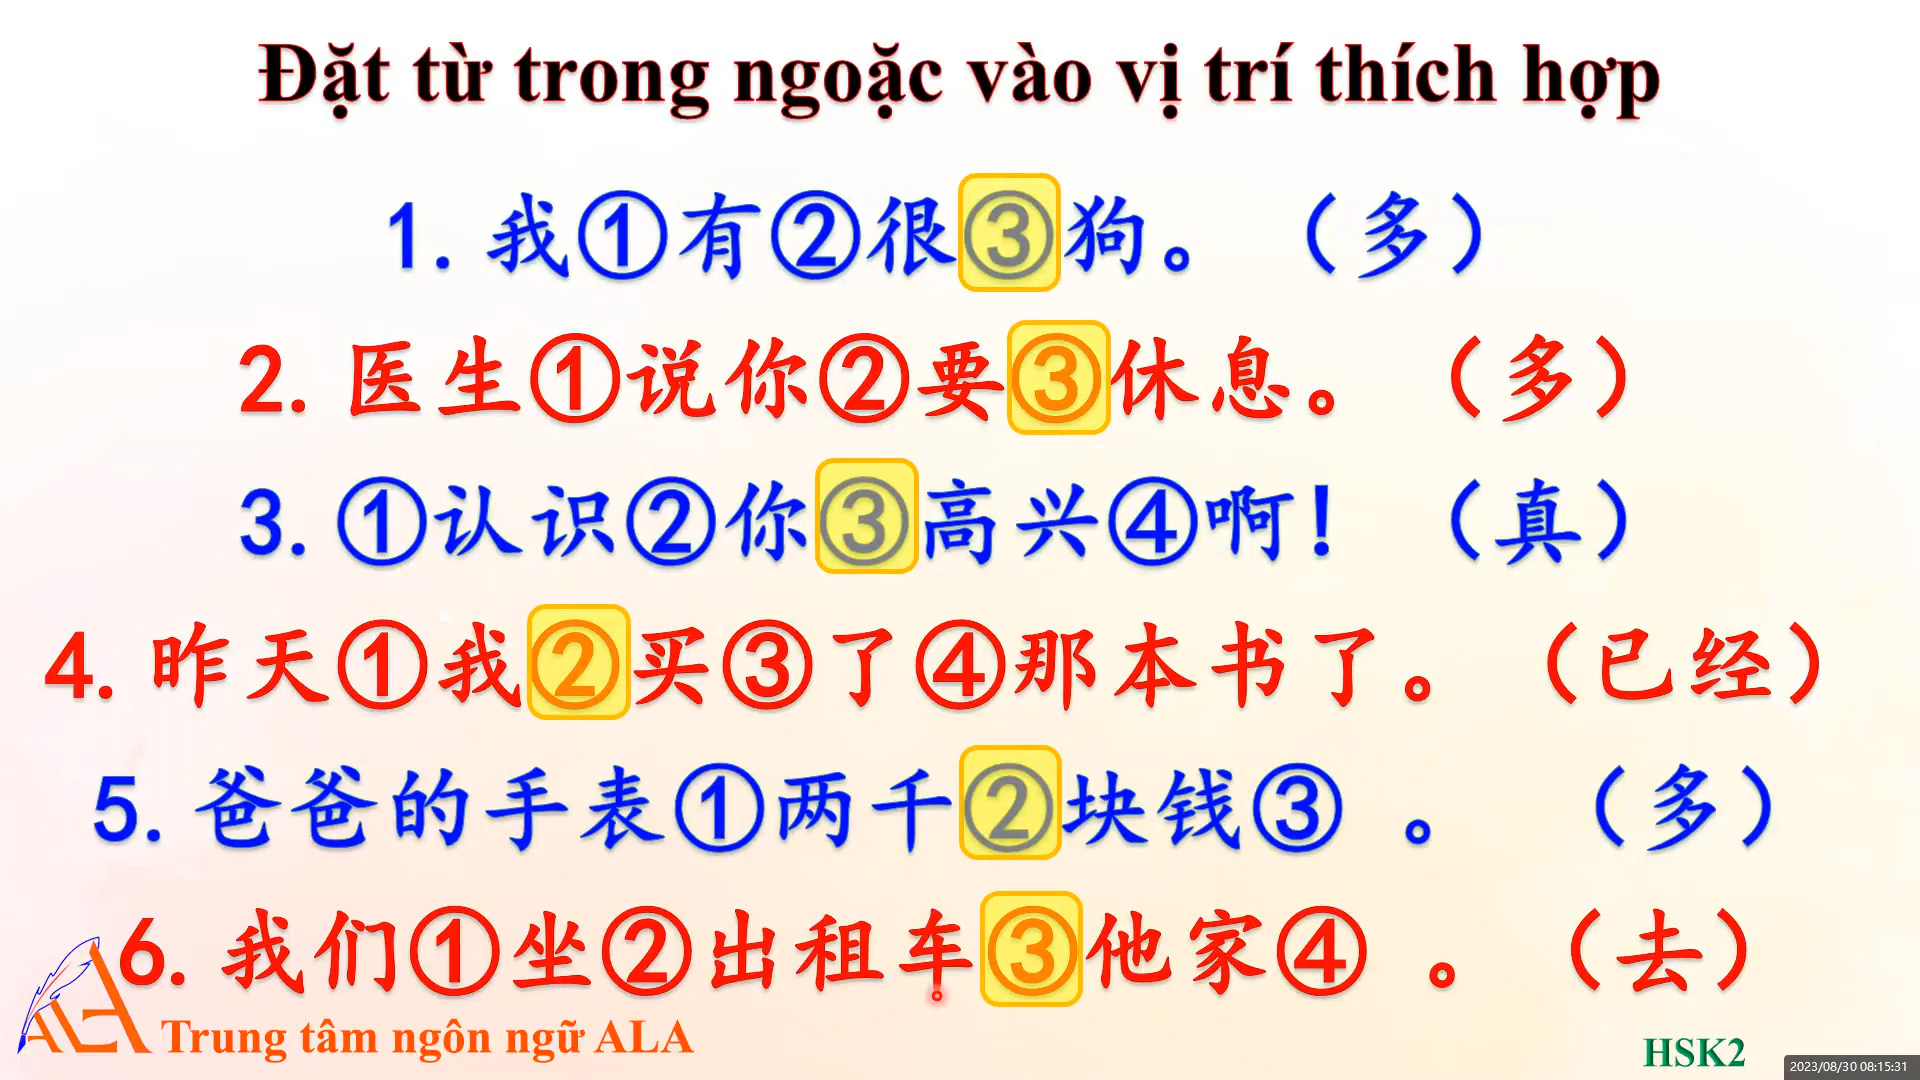 Đặt từ trong ngoặc vào vị trí thích hợp
1. 我①有②很③狗。（多）
2. 医生①说你②要③休息。（多）
3. ①认识②你③高兴④啊！（真）
4. 昨天①我②买③了④那本书了。（已经）
5. 爸爸的手表①两千②块钱③ 。（多）
6. 我们①坐②出租车③他家④ 。（去）
ALA Trung tâm ngôn ngữ ALA
HSK2
2023/08/30 08:15:31